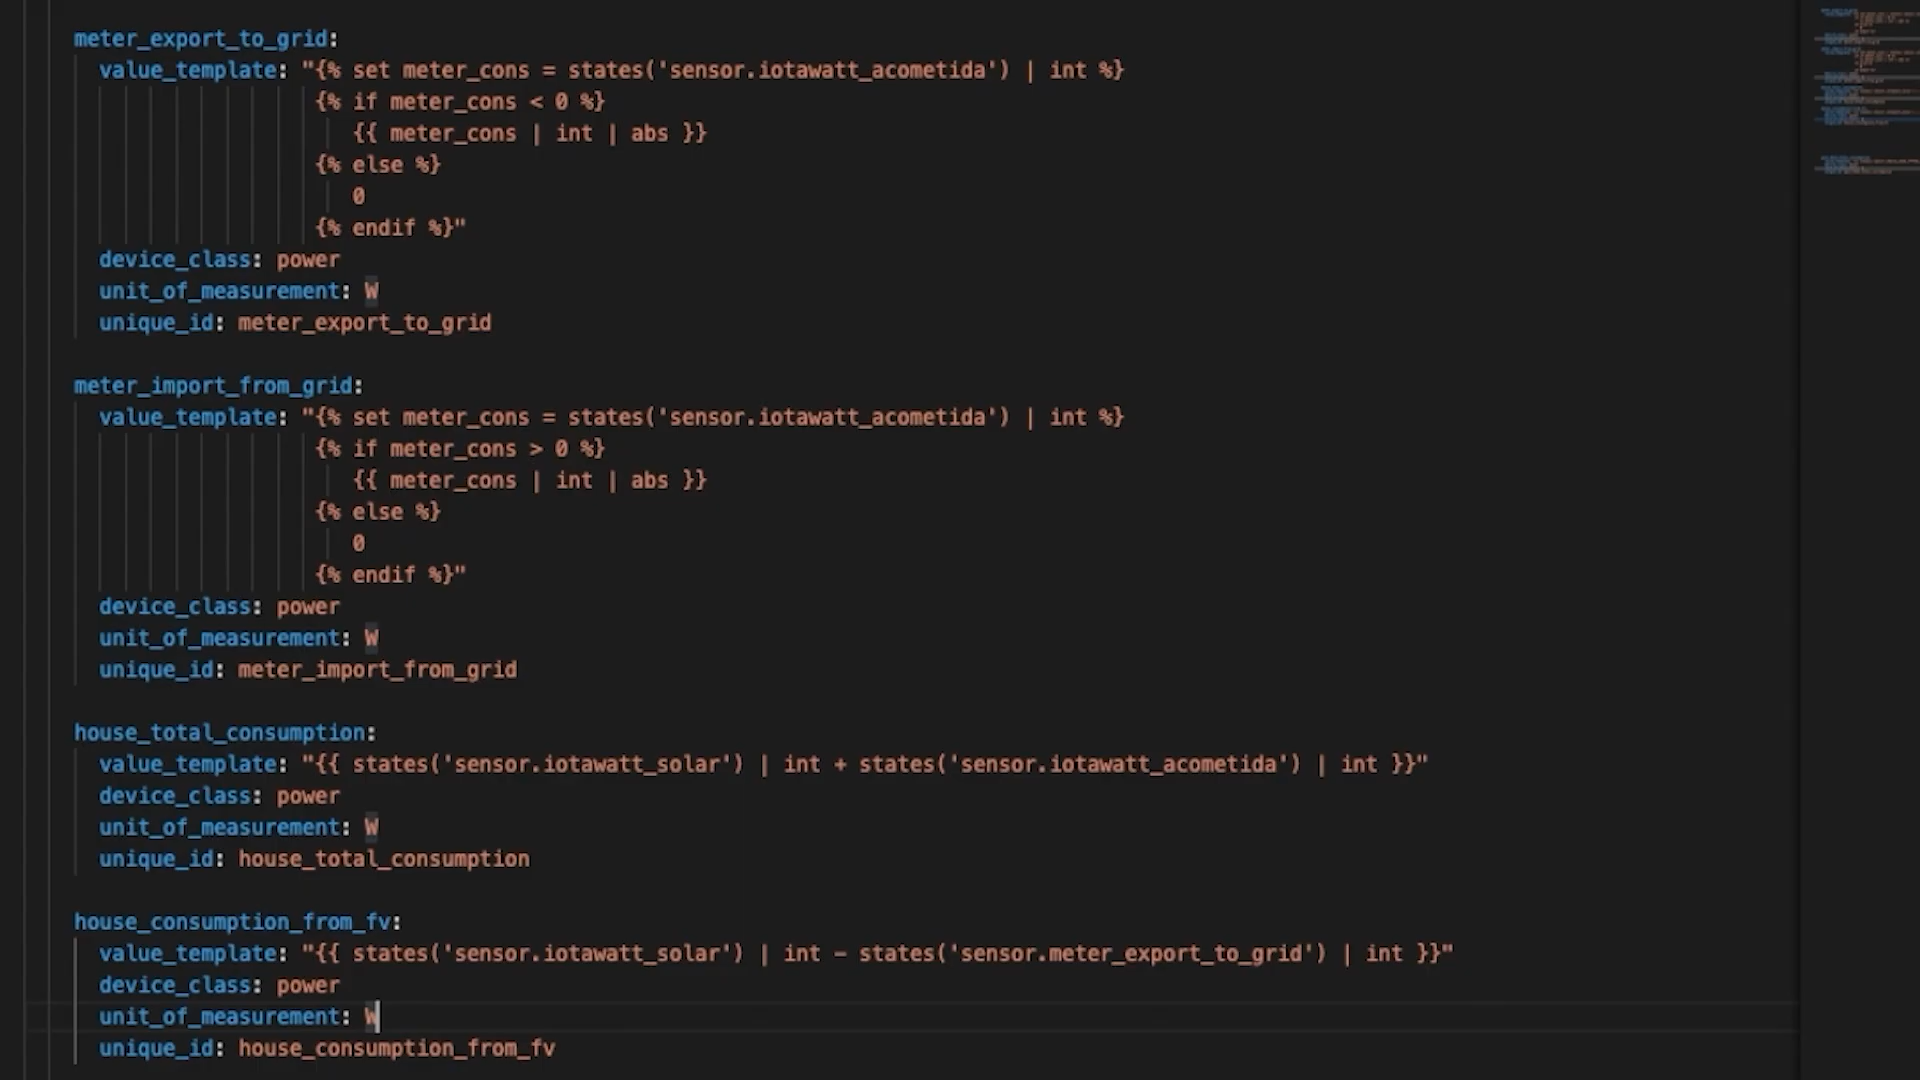 meter_export_to_grid:
value_template: "{% set meter_cons = states('sensor.iotawatt_acometida') | int %}
{% if meter_cons < 0 %}
{{ meter_cons | int | abs }}
{% else %}
0
{% endif %}"
device_class: power
unit_of_measurement: W
unique_id: meter_export_to_grid
meter_import_from_grid:
value_template: "{% set meter_cons = states('sensor.iotawatt_acometida') | int %}
{% if meter_cons > 0 %}
{{ meter_cons | int | abs }}
{% else %}
0
{% endif %}"
device_class: power
unit_of_measurement: W
unique_id: meter_import_from_grid
house_total_consumption:
value_template: "{{ states('sensor.iotawatt_solar') | int + states('sensor.iotawatt_acometida') | int }}"
device_class: power
unit_of_measurement: W
unique_id: house_total_consumption
house_consumption_from_fv:
value_template: "{{ states('sensor.iotawatt_solar') | int - states('sensor.meter_export_to_grid') | int }}"
device_class: power
unit_of_measurement: W
unique_id: house_consumption_from_fv